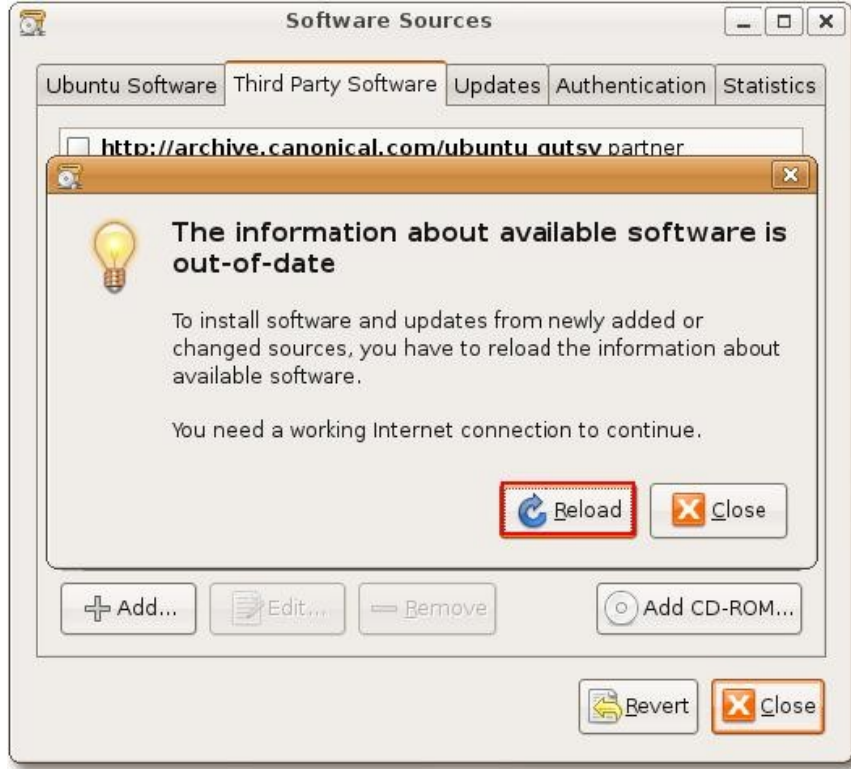 Software Sources
Ubuntu Software Third Party Software Updates Authentication Statistics
http://archive.canonical.com/ubuntu gutsy partner
The information about available software is
out-of-date
To install software and updates from newly added or
changed sources, you have to reload the information about
available software.
You need a working Internet connection to continue.
Reload Close
Add... Edit... Remove Add CD-ROM...
Revert Close